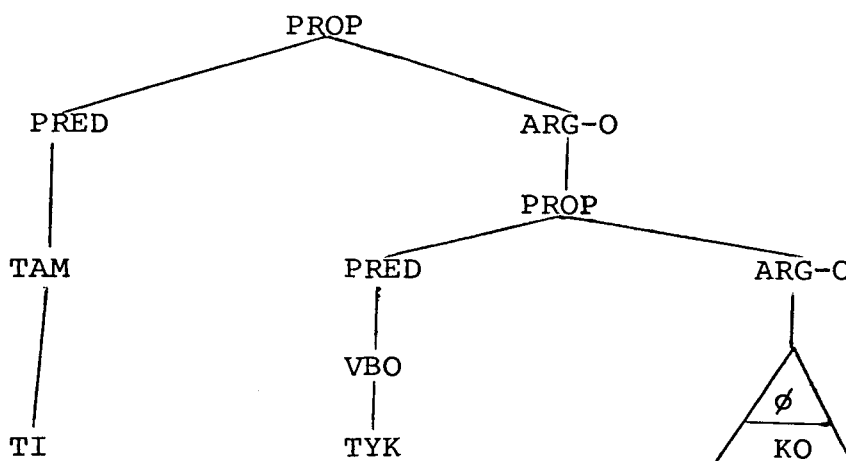 PROP
PRED ARG-O
PROP
TAM PRED ARG-O
VBO
ø
TI TYK KO